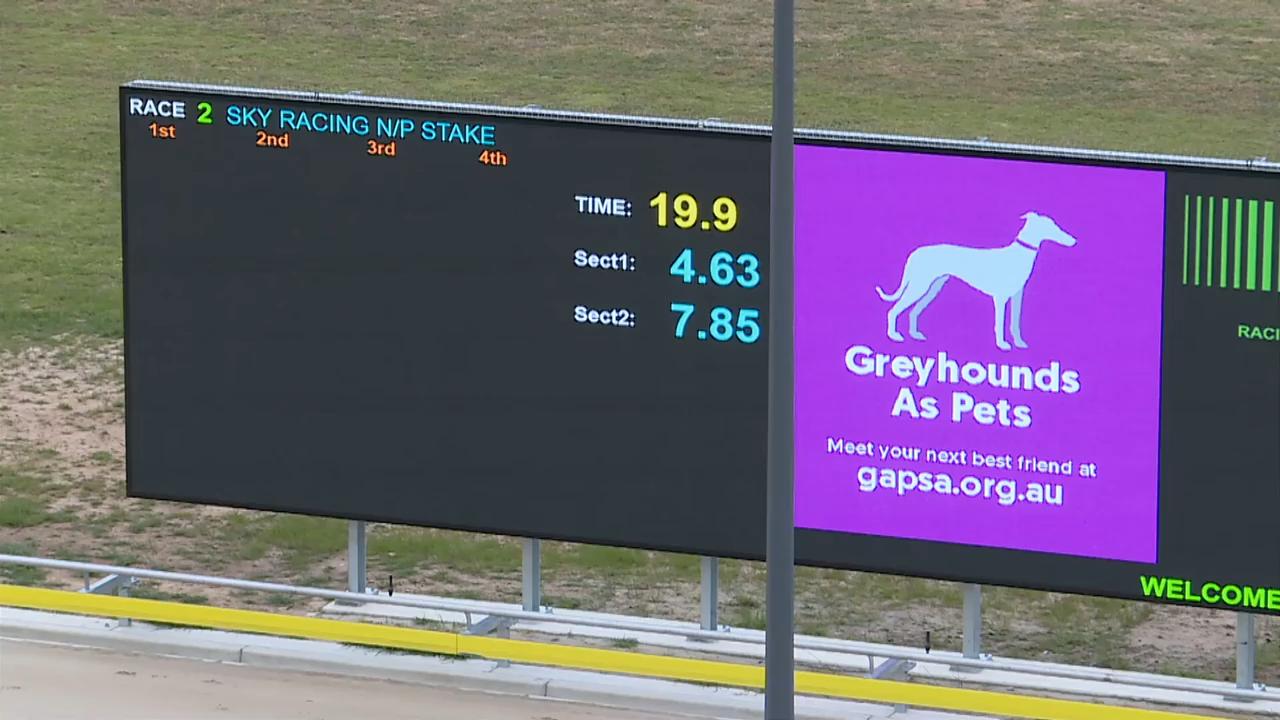 RACE 2 SKY RACING N/P STAKE
1st 2nd 3rd 4th
TIME: 19.9
Sect1: 4.63
Sect2: 7.85
Greyhounds
As Pets
Meet your next best friend at
gapsa.org.au
RACI
WELCOME